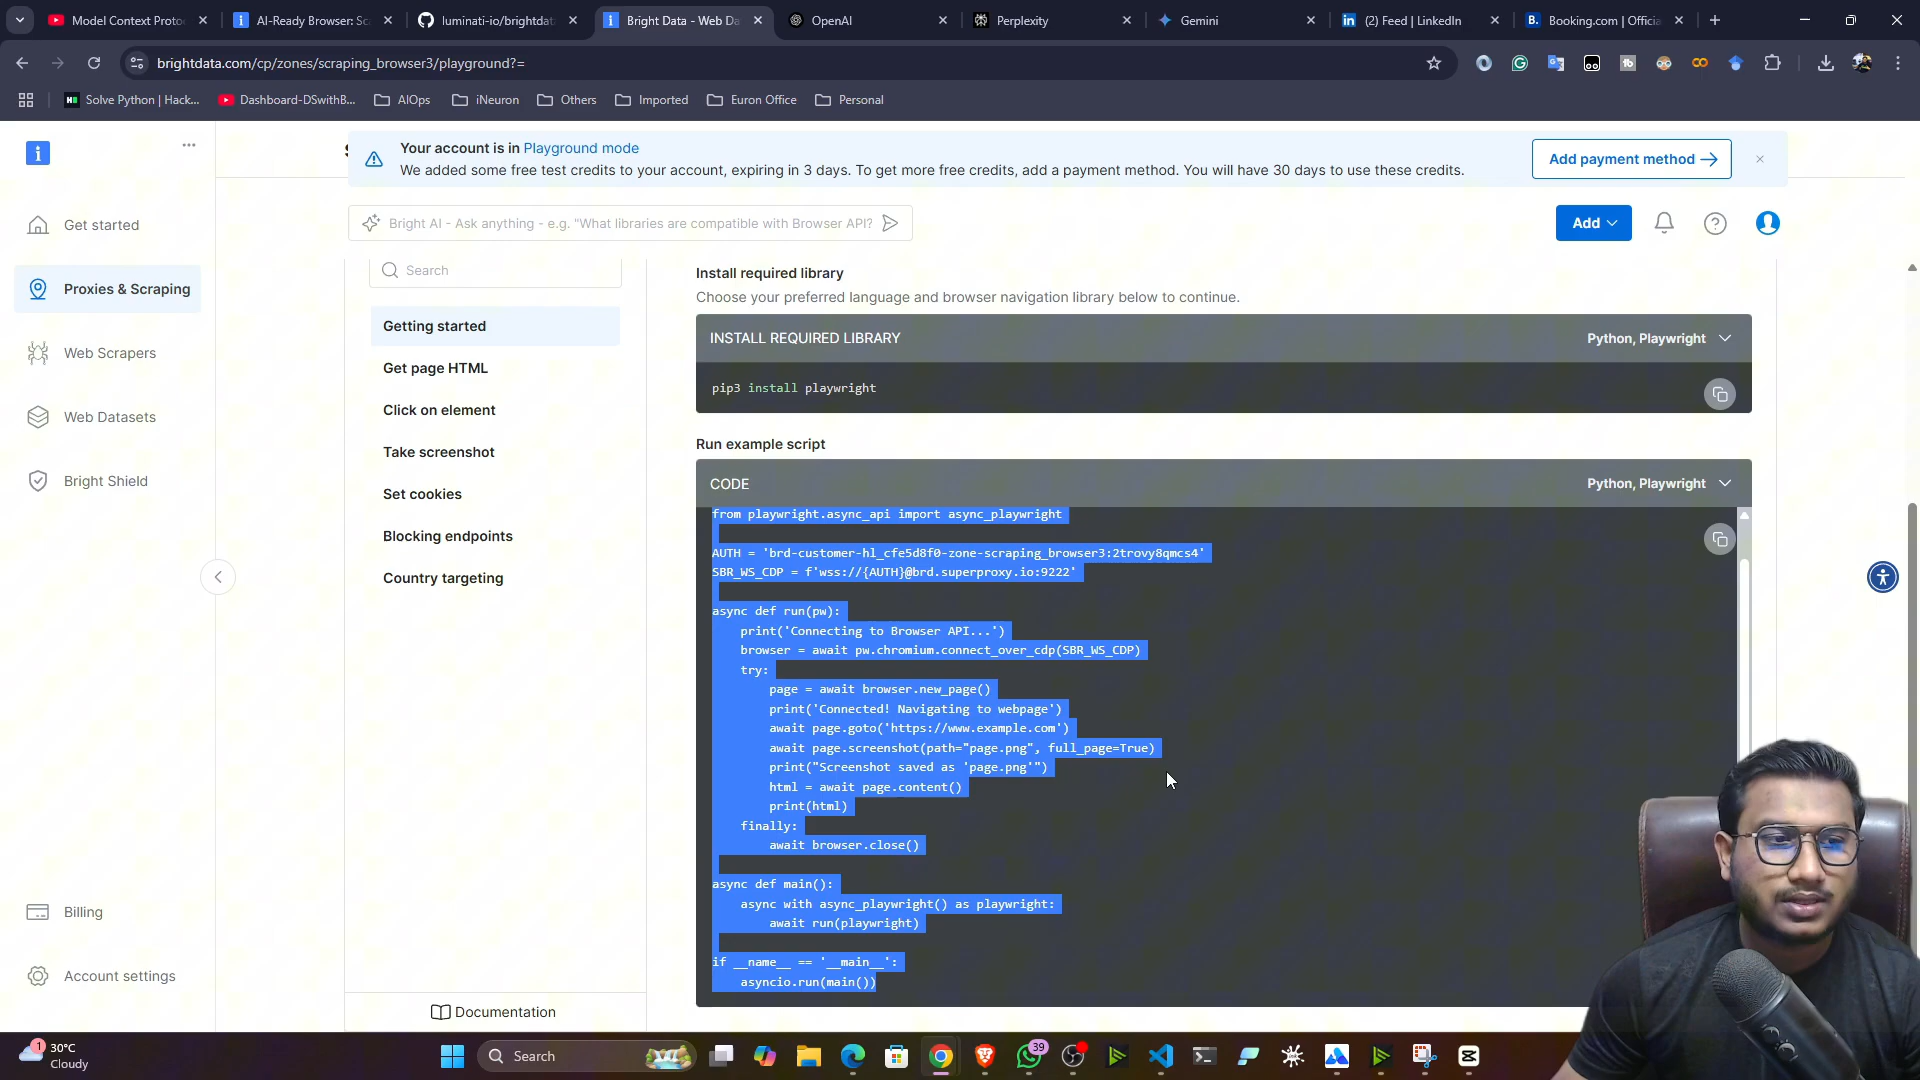 Model Context Proto
AI-Ready Browser: Sc
luminati-io/brightdat
Bright Data - Web Da
OpenAI
Perplexity
Gemini
(2) Feed | LinkedIn
Booking.com | Officia
brightdata.com/cp/zones/scraping_browser3/playground?=
Solve Python | Hack...
Dashboard-DSwithB...
AIOps
iNeuron
Others
Imported
Euron Office
Personal
Your account is in Playground mode
We added some free test credits to your account, expiring in 3 days. To get more free credits, add a payment method. You will have 30 days to use these credits.
Add payment method
Bright AI - Ask anything - e.g. "What libraries are compatible with Browser API?
Add
Get started
Proxies & Scraping
Web Scrapers
Web Datasets
Bright Shield
Billing
Account settings
Search
Getting started
Get page HTML
Click on element
Take screenshot
Set cookies
Blocking endpoints
Country targeting
Documentation
Install required library
Choose your preferred language and browser navigation library below to continue.
INSTALL REQUIRED LIBRARY
Python, Playwright
pip3 install playwright
Run example script
CODE
Python, Playwright
from playwright.async_api import async_playwright
AUTH = 'brd-customer-hl_cfe5d8f0-zone-scraping_browser3:2trovy8qmcs4'
SBR_WS_CDP = f'wss://{AUTH}@brd.superproxy.io:9222'
async def run(pw):
print('Connecting to Browser API...')
browser = await pw.chromium.connect_over_cdp(SBR_WS_CDP)
try:
page = await browser.new_page()
print('Connected! Navigating to webpage')
await page.goto('https://www.example.com')
await page.screenshot(path="page.png", full_page=True)
print("Screenshot saved as 'page.png'")
html = await page.content()
print(html)
finally:
await browser.close()
async def main():
async with async_playwright() as playwright:
await run(playwright)
if __name__ == '__main__':
asyncio.run(main())
1
30°C
Cloudy
Search
39